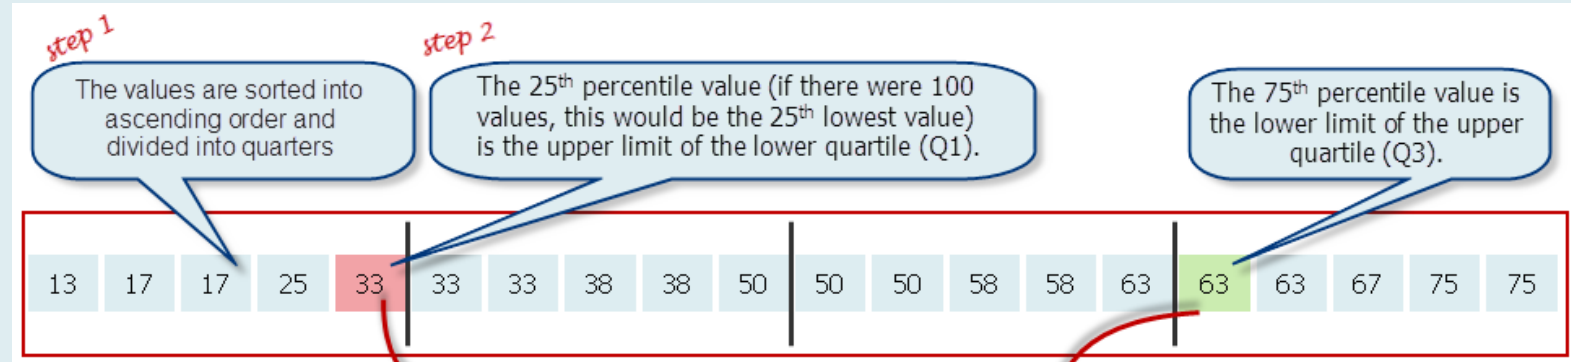 step 1
The values are sorted into
ascending order and
divided into quarters
step 2
The 25th percentile value (if there were 100
values, this would be the 25th lowest value)
is the upper limit of the lower quartile (Q1).
The 75th percentile value is
the lower limit of the upper
quartile (Q3).
13 17 17 25 33 33 33 38 38 50 50 50 58 58 63 63 63 67 75 75